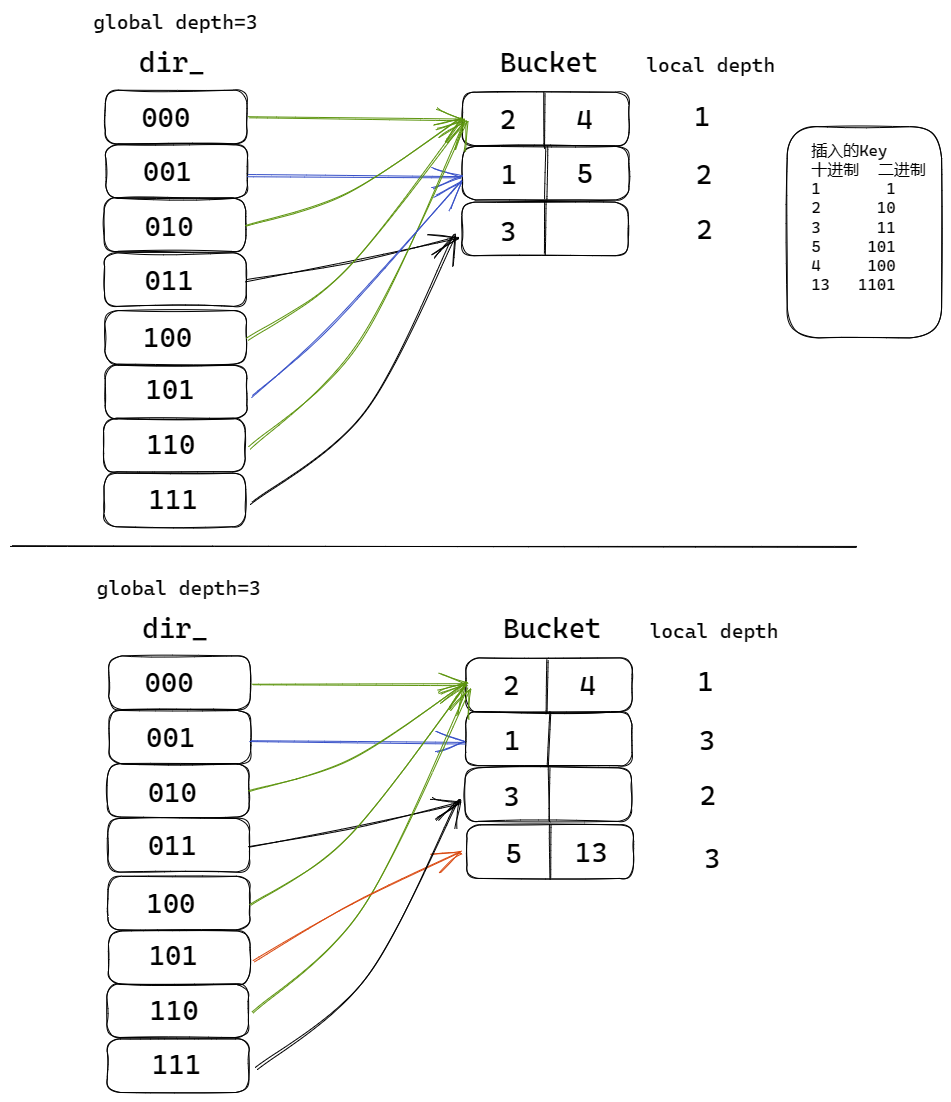 global depth=3
dir_ Bucket local depth
000 2 4 1
001 1 5 2
010 3 2
011
100
101
110
111
插入的Key
十进制 二进制
1 1
2 10
3 11
5 101
4 100
13 1101
global depth=3
dir_ Bucket local depth
000 2 4 1
001 1 3
010 3 2
011 5 13 3
100
101
110
111